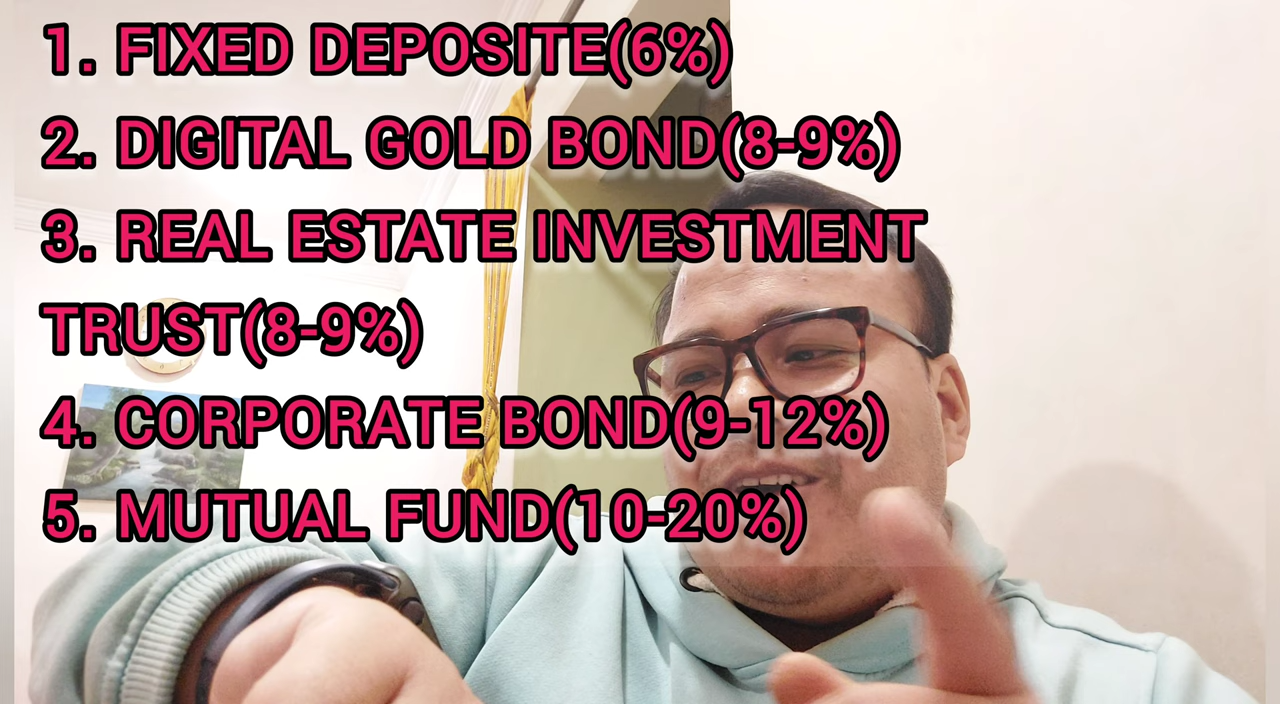 1. FIXED DEPOSITE(6%)
2. DIGITAL GOLD BOND(8-9%)
3. REAL ESTATE INVESTMENT
TRUST(8-9%)
4. CORPORATE BOND(9-12%)
5. MUTUAL FUND(10-20%)